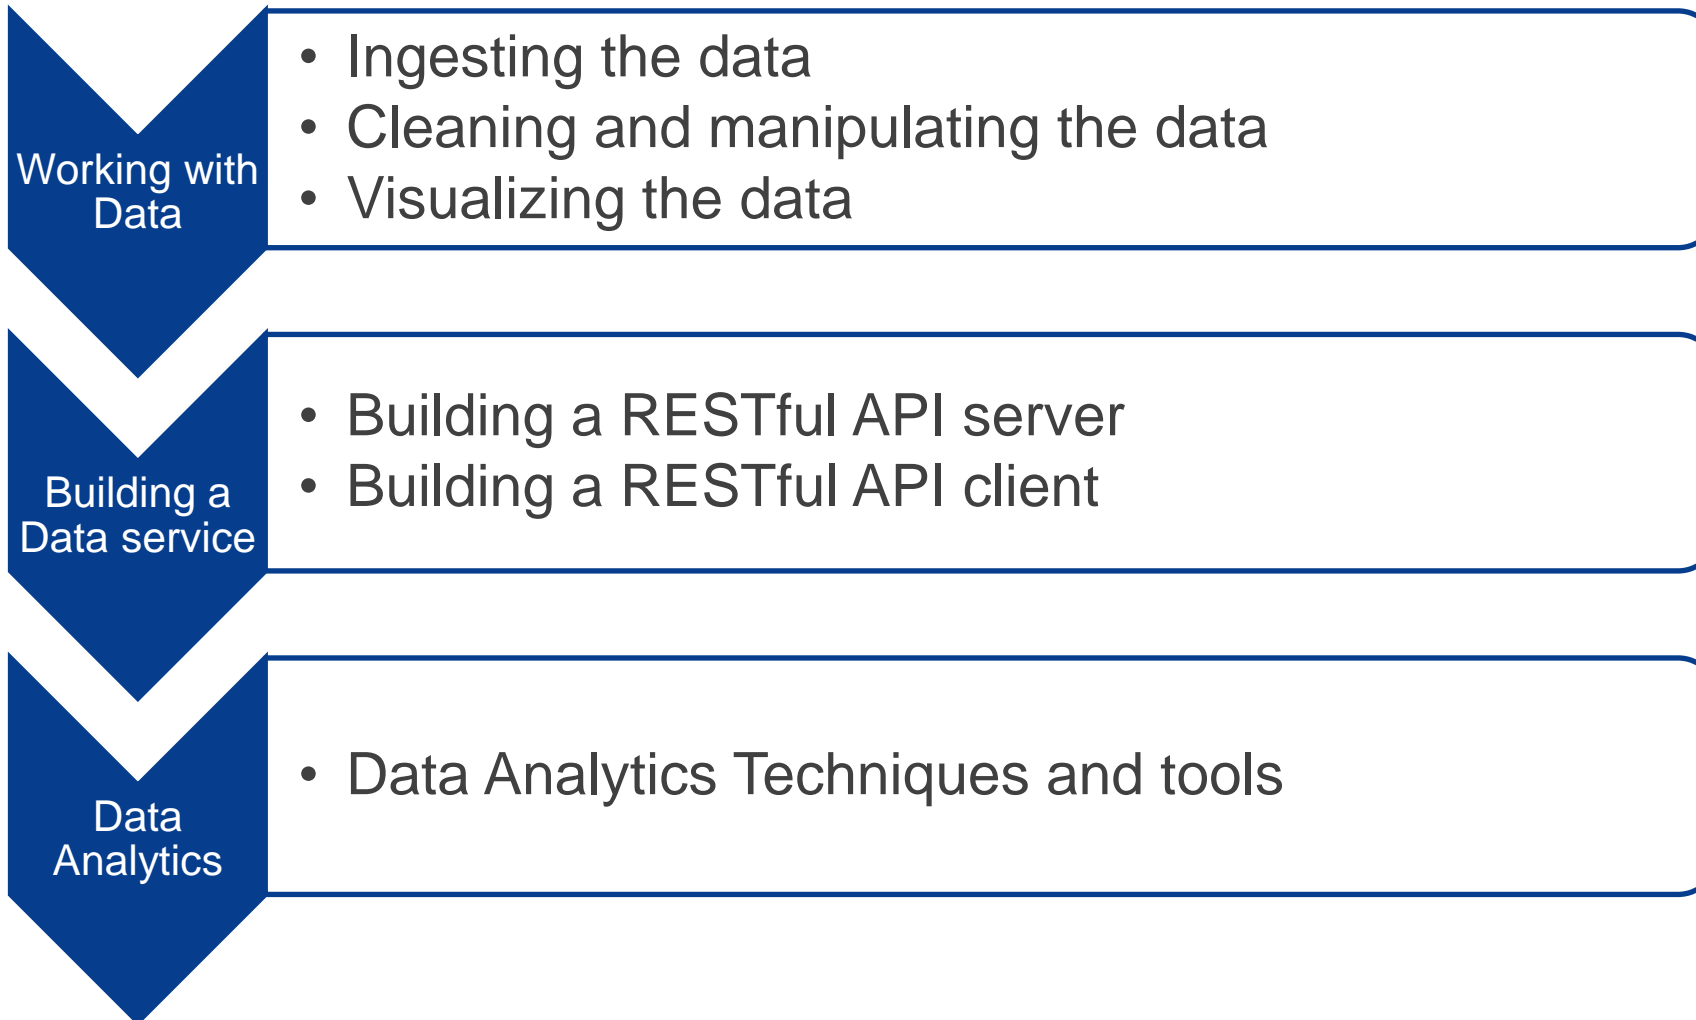 Working with
Data
• Ingesting the data
• Cleaning and manipulating the data
• Visualizing the data
Building a
Data service
• Building a RESTful API server
• Building a RESTful API client
Data
Analytics
• Data Analytics Techniques and tools